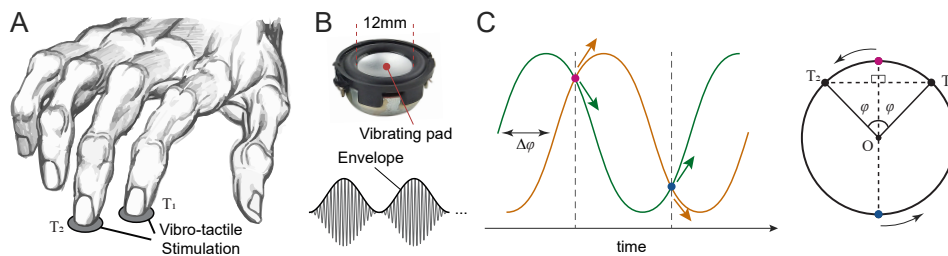 A
T₂
T₁
Vibro-tactile
Stimulation
B
12mm
Vibrating pad
Envelope
...
C
Δφ
time
T₂
T
φ
φ
O